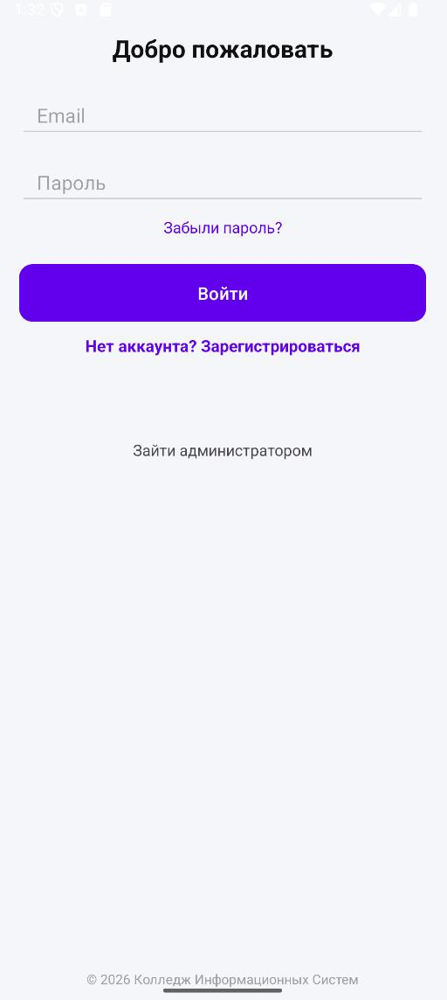 1:32
Добро пожаловать
Email
Пароль
Забыли пароль?
Войти
Нет аккаунта? Зарегистрироваться
Зайти администратором
© 2026 Колледж Информационных Систем